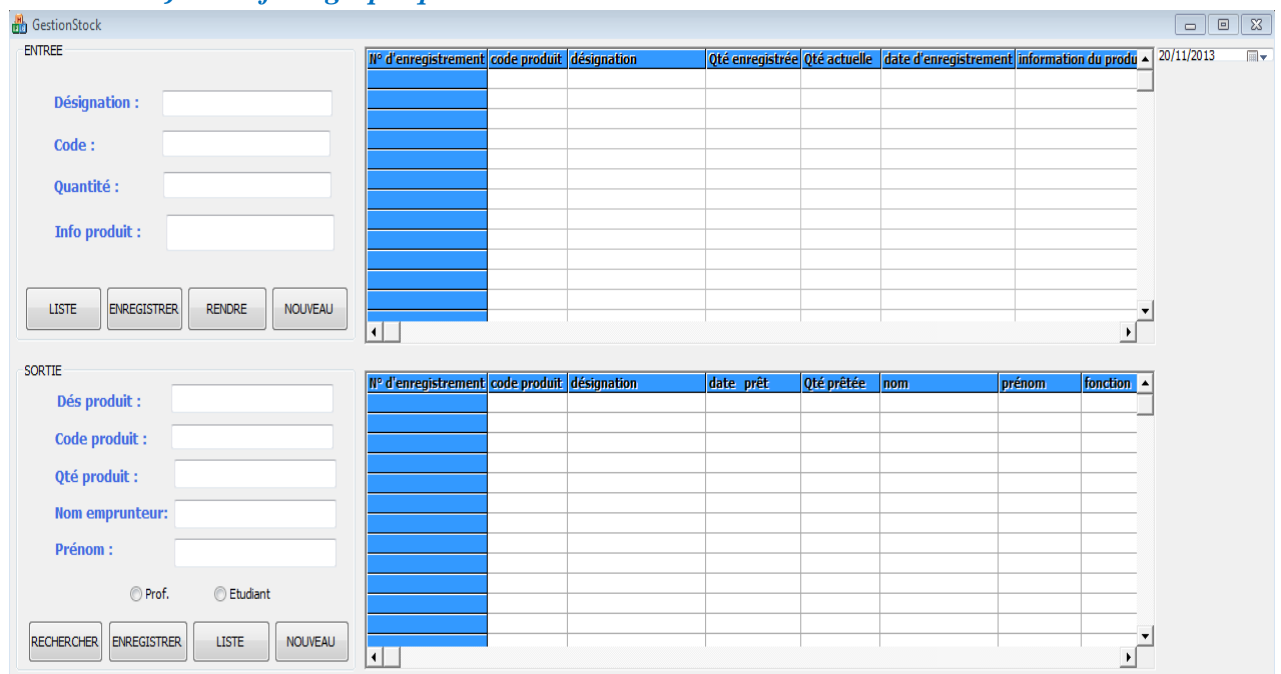 GestionStock
ENTREE
Désignation :
Code :
Quantité :
Info produit :
LISTE ENREGISTRER RENDRE NOUVEAU
N° d'enregistrement code produit désignation Qté enregistrée Qté actuelle date d'enregistrement information du produ
20/11/2013
SORTIE
Dés produit :
Code produit :
Qté produit :
Nom emprunteur:
Prénom :
Prof. Etudiant
RECHERCHER ENREGISTRER LISTE NOUVEAU
N° d'enregistrement code produit désignation date prêt Qté prêtée nom prénom fonction